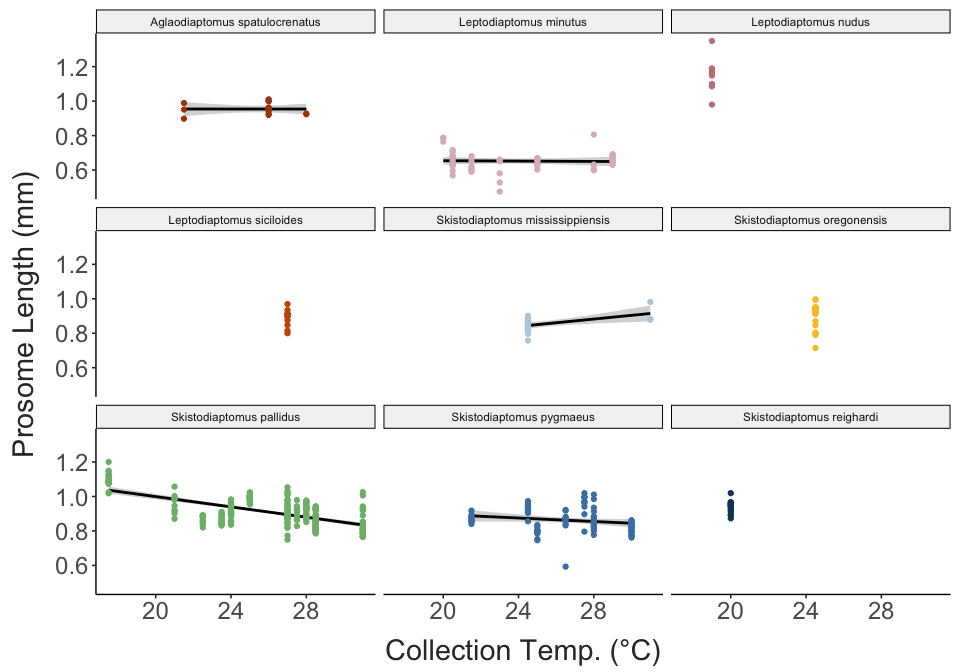 Aglaodiaptomus spatulocrenatus
Leptodiaptomus minutus
Leptodiaptomus nudus
1.2
1.0
0.8
0.6
Leptodiaptomus siciloides
Skistodiaptomus mississippiensis
Skistodiaptomus oregonensis
1.2
1.0
0.8
0.6
Skistodiaptomus pallidus
Skistodiaptomus pygmaeus
Skistodiaptomus reighardi
1.2
1.0
0.8
0.6
20 24 28
20 24 28
20 24 28
Prosome Length (mm)
Collection Temp. (°C)